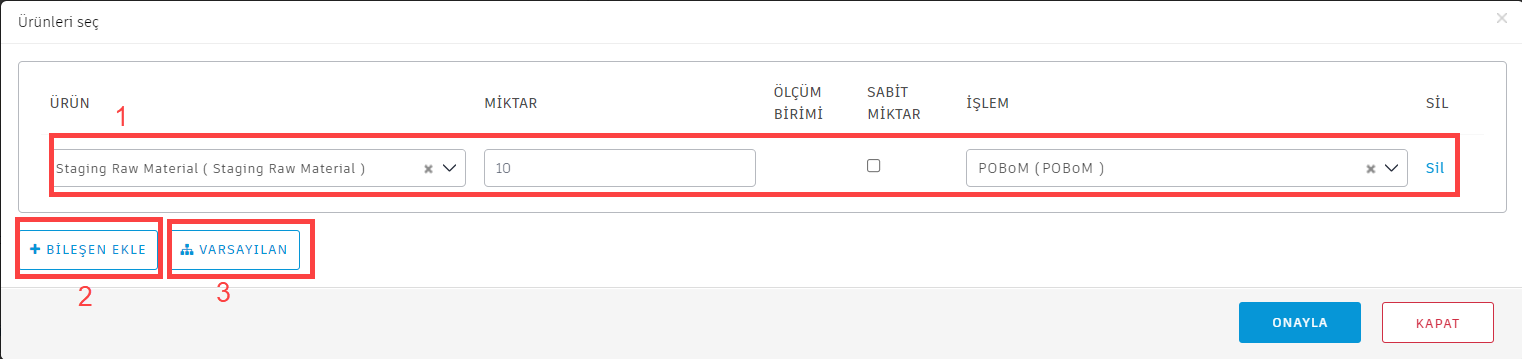 Ürünleri seç
×
ÜRÜN
MİKTAR
ÖLÇÜM
BİRİMİ
SABİT
MİKTAR
İŞLEM
SİL
1
Staging Raw Material ( Staging Raw Material )
10
POBoM (POBoM )
Sil
BİLEŞEN EKLE
VARSAYILAN
2
3
ONAYLA
KAPAT